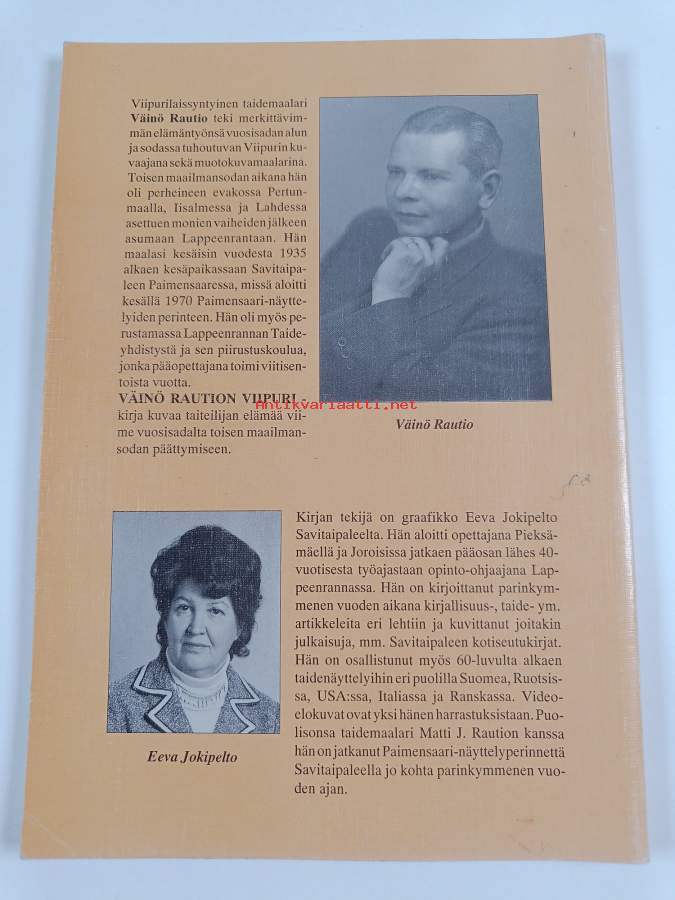 Viipurilaissyntyinen taidemaalari
Väinö Rautio teki merkittävim-
män elämäntyönsä vuosisadan alun
ja sodassa tuhoutuvan Viipurin ku-
vaajana sekä muotokuvamaalarina.
Toisen maailmansodan aikana hän
oli perheineen evakossa Pertun-
maalla, Iisalmessa ja Lahdessa
asettuen monien vaiheiden jälkeen
asumaan Lappeenrantaan. Hän
maalasi kesäisin vuodesta 1935
alkaen kesäpaikassaan Savitaipa-
leen Paimensaaressa, missä aloitti
kesällä 1970 Paimensaari-näytte-
lyiden perinteen. Hän oli myös pe-
rustamassa Lappeenrannan Taide-
yhdistystä ja sen piirustuskoulua,
jonka pääopettajana toimi viitisen-
toista vuotta.
VÄINÖ RAUTION VIIPURI -
kirja kuvaa taiteilijan elämää vii-
me vuosisadalta toisen maailman-
sodan päättymiseen.
Antikvariaatti.net
Väinö Rautio
Kirjan tekijä on graafikko Eeva Jokipelto
Savitaipaleelta. Hän aloitti opettajana Pieksä-
mäellä ja Joroisissa jatkaen pääosan lähes 40-
vuotisesta työajastaan opinto-ohjaajana Lap-
peenrannassa. Hän on kirjoittanut parinkym-
menen vuoden aikana kirjallisuus-, taide- ym.
artikkeleita eri lehtiin ja kuvittanut joitakin
julkaisuja, mm. Savitaipaleen kotiseutukirjat.
Hän on osallistunut myös 60-luvulta alkaen
taidenäyttelyihin eri puolilla Suomea, Ruotsis-
sa, USA:ssa, Italiassa ja Ranskassa. Video-
elokuvat ovat yksi hänen harrastuksistaan. Puo-
lisonsa taidemaalari Matti J. Raution kanssa
hän on jatkanut Paimensaari-näyttelyperinnettä
Savitaipaleella jo kohta parinkymmenen vuo-
den ajan.
Eeva Jokipelto